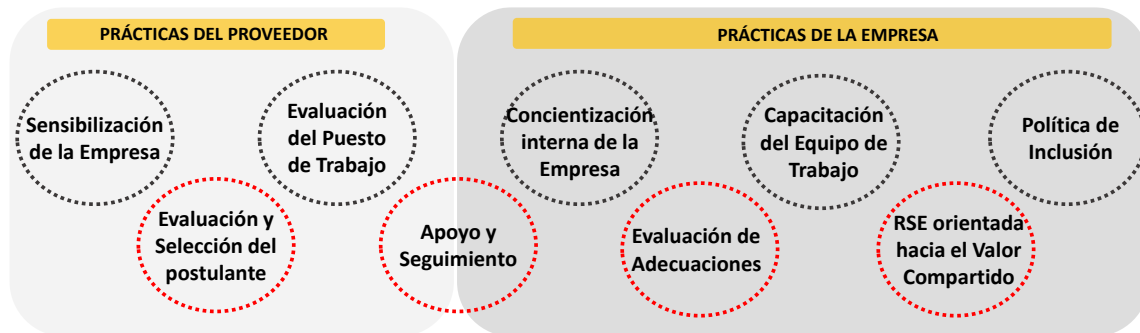 PRÁCTICAS DEL PROVEEDOR
PRÁCTICAS DE LA EMPRESA
Sensibilización
de la Empresa
Evaluación y
Selección del
postulante
Evaluación
del Puesto
de Trabajo
Apoyo y
Seguimiento
Concientización
interna de la
Empresa
Evaluación de
Adecuaciones
Capacitación
del Equipo de
Trabajo
RSE orientada
hacia el Valor
Compartido
Política de
Inclusión